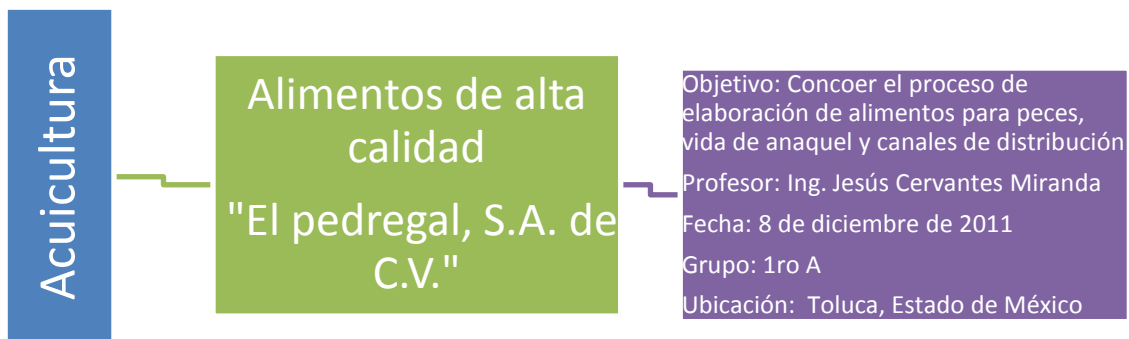 Acuicultura
Alimentos de alta
calidad
"El pedregal, S.A. de
C.V."
Objetivo: Concoer el proceso de
elaboración de alimentos para peces,
vida de anaquel y canales de distribución
Profesor: Ing. Jesús Cervantes Miranda
Fecha: 8 de diciembre de 2011
Grupo: 1ro A
Ubicación:  Toluca, Estado de México